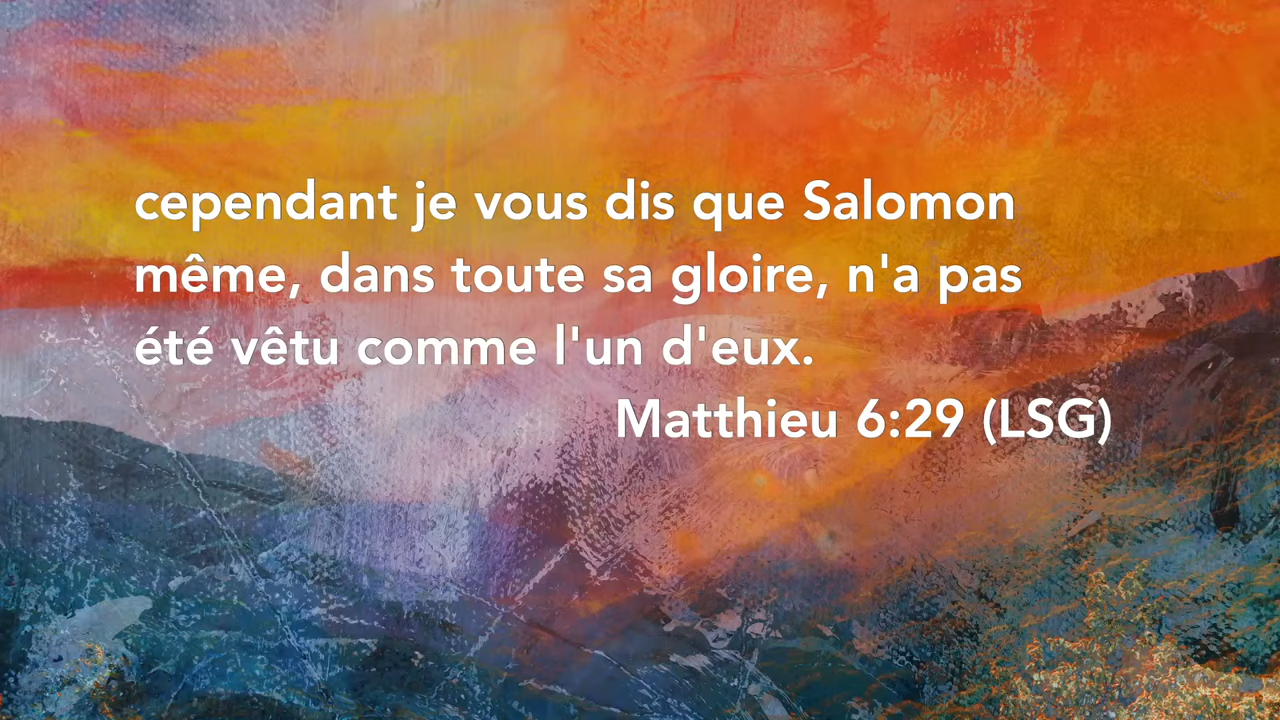 cependant je vous dis que Salomon
même, dans toute sa gloire, n'a pas
été vêtu comme l'un d'eux.
Matthieu 6:29 (LSG)